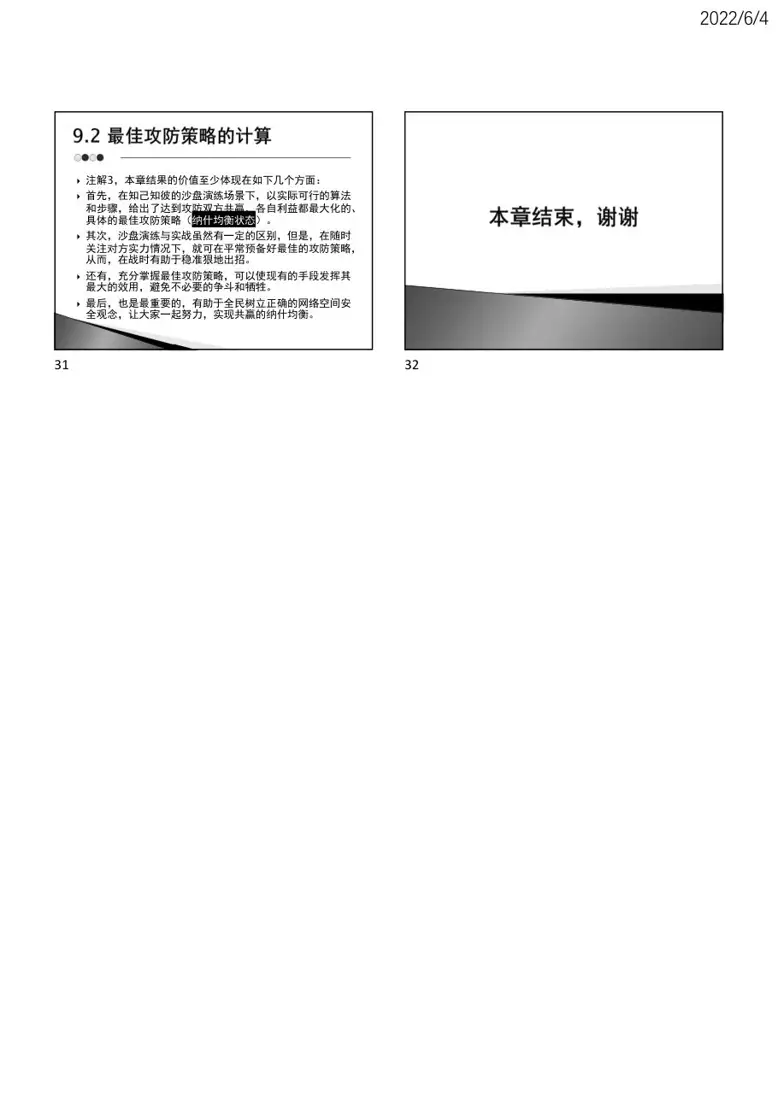 2022/6/4
9.2 最佳攻防策略的计算
注解3，本章结果的价值至少体现在如下几个方面：
首先，在知己知彼的沙盘演练场景下，以实际可行的算法
和步骤，给出了达到攻防双方共赢、各自利益都最大化的、
具体的最佳攻防策略（纳什均衡状态）。
其次，沙盘演练与实战虽然有一定的区别，但是，在随时
关注对方实力情况下，就可在平常预备好最佳的攻防策略，
从而，在战时有助于稳准狠地出招。
还有，充分掌握最佳攻防策略，可以使现有的手段发挥其
最大的效用，避免不必要的争斗和牺牲。
最后，也是最重要的，有助于全民树立正确的网络空间安
全观念，让大家一起努力，实现共赢的纳什均衡。
31
本章结束，谢谢
32